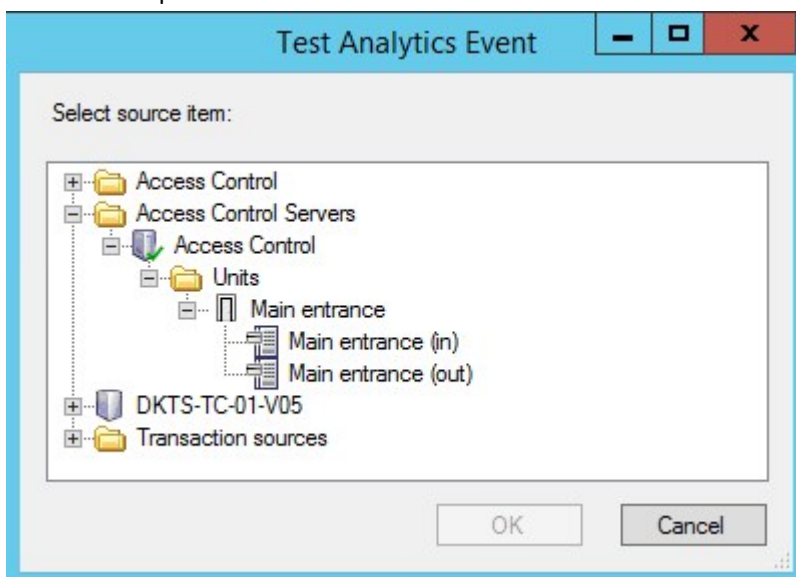 Test Analytics Event
Select source item:
Access Control
Access Control Servers
Access Control
Units
Main entrance
Main entrance (in)
Main entrance (out)
DKTS-TC-01-V05
Transaction sources
OK
Cancel